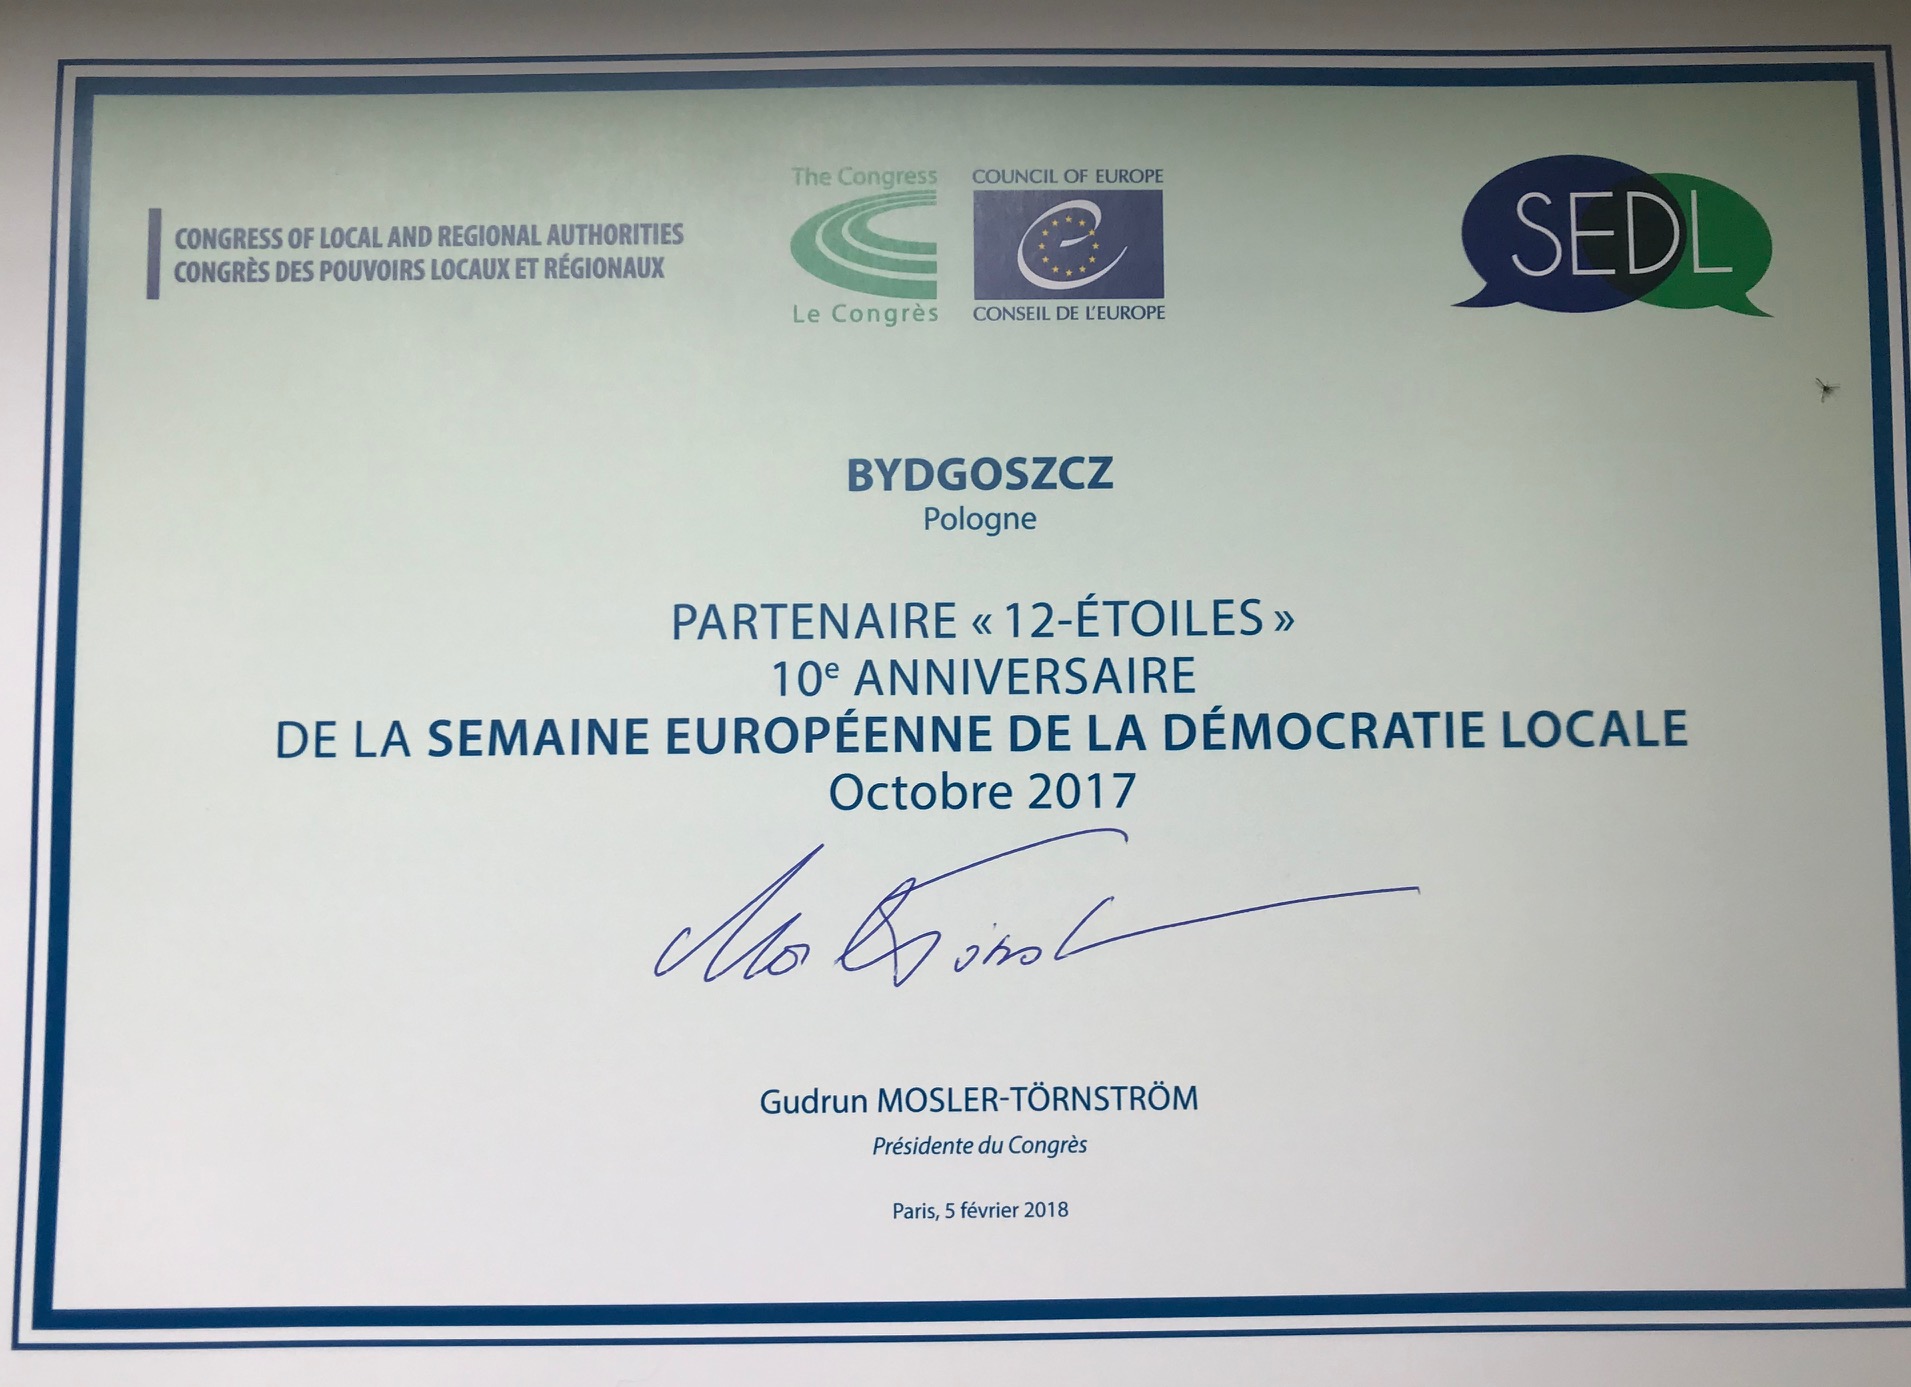 CONGRESS OF LOCAL AND REGIONAL AUTHORITIES
CONGRÈS DES POUVOIRS LOCAUX ET RÉGIONAUX
The Congress
Le Congrès
COUNCIL OF EUROPE
CONSEIL DE L'EUROPE
SEDL
BYDGOSZCZ
Pologne
PARTENAIRE « 12-ÉTOILES »
10e ANNIVERSAIRE
DE LA SEMAINE EUROPÉENNE DE LA DÉMOCRATIE LOCALE
Octobre 2017
Gudrun MOSLER-TÖRNSTRÖM
Présidente du Congrès
Paris, 5 février 2018